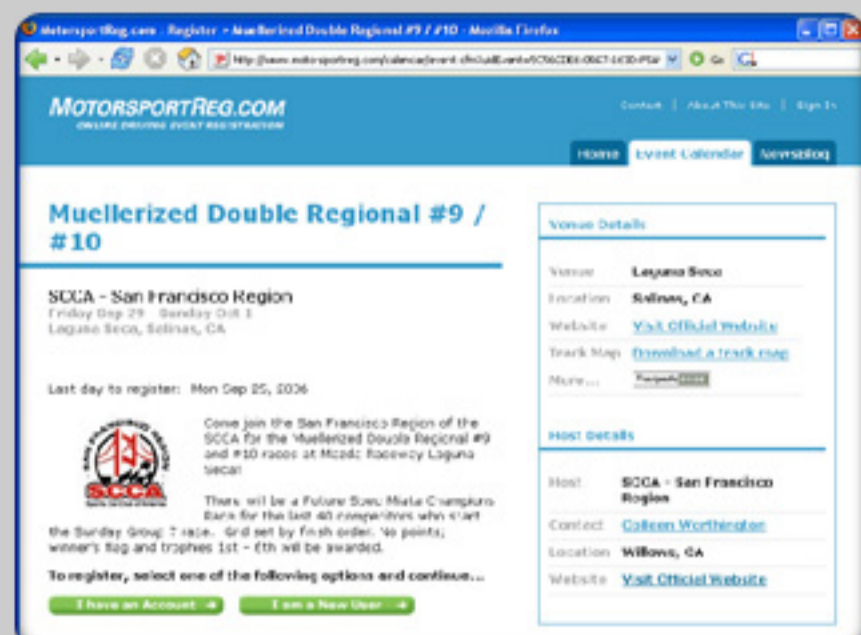 MotorsportReg.com - Register - Muellerized Double Regional #9 / #10 - Mozilla Firefox
Go
MOTORSPORTREG.COM
ONLINE DRIVING EVENT REGISTRATION
Contact | About This Site | Sign In
Home Event Calendar Newsblog
Muellerized Double Regional #9 /
#10
SCCA - San Francisco Region
Friday Sep 29 Sunday Oct 1
Laguna Seca, Salinas, CA
Last day to register: Mon Sep 25, 2006
SAN FRANCISCO REGION
SCCA
Come join the San Francisco Region of the
SCCA for the Muellerized Double Regional #9
and #10 races at Mazda Raceway Laguna
Seca!
There will be a Future Spec Miata Champions
Race for the last 40 competitors who start
the Sunday Group 7 race. Grid set by finish order. No points;
winner's flag and trophies 1st - 6th will be awarded.
To register, select one of the following options and continue...
I have an Account
I am a New User
Venue Details
Venue Laguna Seca
Location Salinas, CA
Website Visit Official Website
Track Map Download a track map
More...
Host Details
Host SCCA - San Francisco
Region
Contact Colleen Worthington
Location Willows, CA
Website Visit Official Website